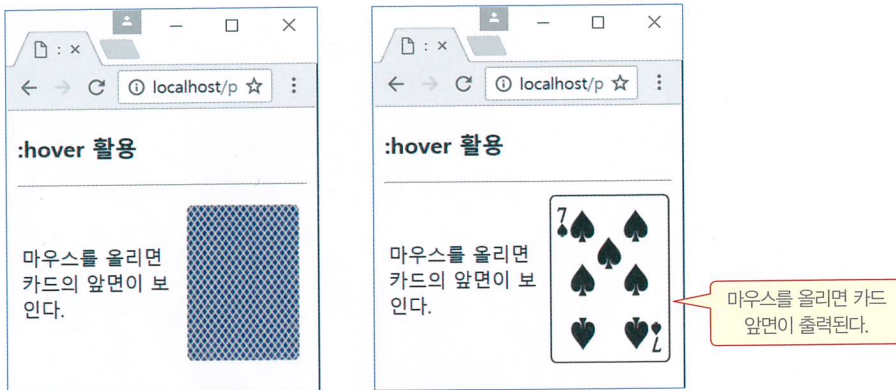 : ×
localhost/p
:hover 활용
마우스를 올리면
카드의 앞면이 보
인다.
: ×
localhost/p
:hover 활용
마우스를 올리면
카드의 앞면이 보
인다.
7
7
마우스를 올리면 카드
앞면이 출력된다.